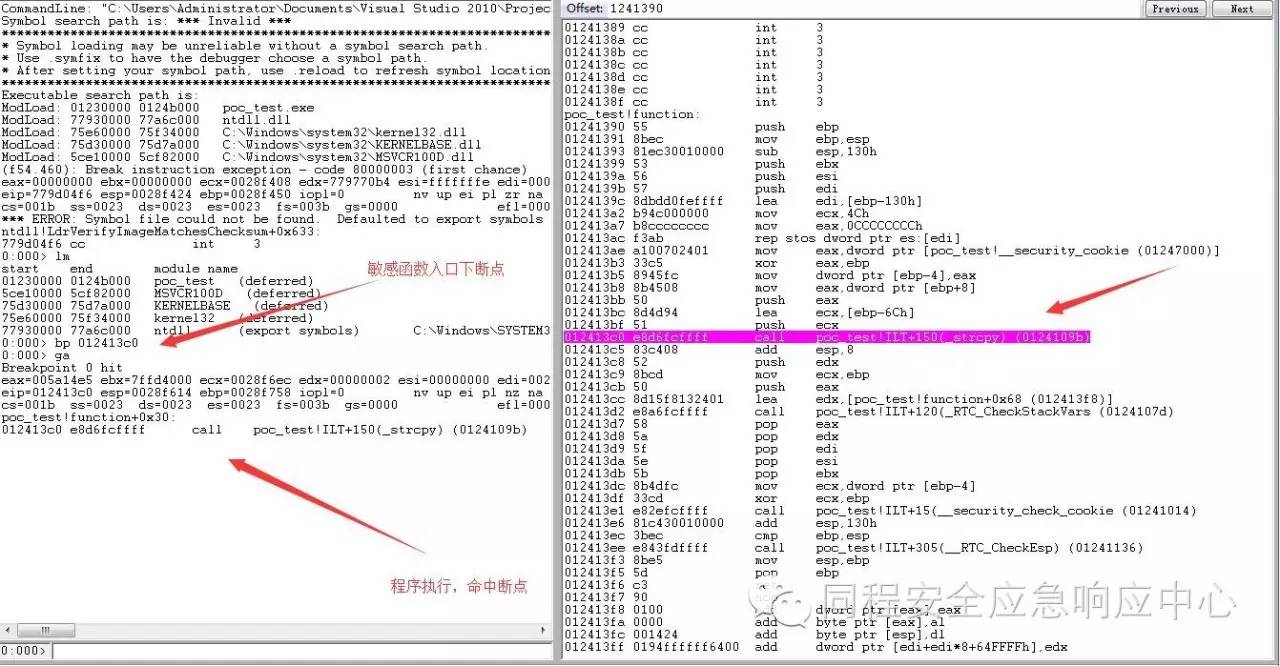 CommandLine: "C:\Users\Administrator\Documents\Visual Studio 2010\Projec
Symbol search path is: *** Invalid ***
****************************************************************************
* Symbol loading may be unreliable without a symbol search path.
* Use .symfix to have the debugger choose a symbol path.
* After setting your symbol path, use .reload to refresh symbol location
****************************************************************************
Executable search path is:
ModLoad: 01230000 0124b000   poc_test.exe
ModLoad: 77930000 77a6c000   ntdll.dll
ModLoad: 75e60000 75f34000   C:\Windows\system32\kernel32.dll
ModLoad: 75d30000 75d7a000   C:\Windows\system32\KERNELBASE.dll
ModLoad: 5ce10000 5cf82000   C:\Windows\system32\MSVCR100D.dll
(f54.460): Break instruction exception - code 80000003 (first chance)
eax=00000000 ebx=00000000 ecx=0028f408 edx=779770b4 esi=fffffffe edi=000
eip=779d04f6 esp=0028f424 ebp=0028f450 iopl=0         nv up ei pl zr na
cs=001b  ss=0023  ds=0023  es=0023  fs=003b  gs=0000             efl=000
*** ERROR: Symbol file could not be found.  Defaulted to export symbols
ntdll!LdrVerifyImageMatchesChecksum+0x633:
779d04f6 cc              int     3
0:000> lm
start    end        module name
01230000 0124b000   poc_test   (deferred)
5ce10000 5cf82000   MSVCR100D   (deferred)
75d30000 75d7a000   KERNELBASE   (deferred)
75e60000 75f34000   kernel32   (deferred)
77930000 77a6c000   ntdll      (export symbols)       C:\Windows\SYSTEM3
0:000> bp 012413c0
0:000> ga
Breakpoint 0 hit
eax=005a14e5 ebx=7ffd4000 ecx=0028f6ec edx=00000002 esi=00000000 edi=002
eip=012413c0 esp=0028f614 ebp=0028f758 iopl=0         nv up ei pl nz na
cs=001b  ss=0023  ds=0023  es=0023  fs=003b  gs=0000             efl=000
poc_test!function+0x30:
012413c0 e8d6fcffff      call    poc_test!ILT+150(_strcpy) (0124109b)
敏感函数入口下断点
程序执行，命中断点
0:000>
Offset: 1241390
Previous
Next
01241389 cc              int     3
0124138a cc              int     3
0124138b cc              int     3
0124138c cc              int     3
0124138d cc              int     3
0124138e cc              int     3
0124138f cc              int     3
poc_test!function:
01241390 55              push    ebp
01241391 8bec            mov     ebp,esp
01241393 81ec30010000    sub     esp,130h
01241399 53              push    ebx
0124139a 56              push    esi
0124139b 57              push    edi
0124139c 8dbdd0feffff    lea     edi,[ebp-130h]
012413a2 b94c000000      mov     ecx,4Ch
012413a7 b8cccccccc      mov     eax,0CCCCCCCCh
012413ac f3ab            rep stos dword ptr es:[edi]
012413ae a100702401      mov     eax,dword ptr [poc_test!__security_cookie (01247000)]
012413b3 33c5            xor     eax,ebp
012413b5 8945fc          mov     dword ptr [ebp-4],eax
012413b8 8b4508          mov     eax,dword ptr [ebp+8]
012413bb 50              push    eax
012413bc 8d4d94          lea     ecx,[ebp-6Ch]
012413bf 51              push    ecx
012413c0 e8d6fcffff      call    poc_test!ILT+150(_strcpy) (0124109b)
012413c5 83c408          add     esp,8
012413c8 52              push    edx
012413c9 8bcd            mov     ecx,ebp
012413cb 50              push    eax
012413cc 8d15f8132401    lea     edx,[poc_test!function+0x68 (012413f8)]
012413d2 e8a6fcffff      call    poc_test!ILT+120(_RTC_CheckStackVars (0124107d)
012413d7 58              pop     eax
012413d8 5a              pop     edx
012413d9 5f              pop     edi
012413da 5e              pop     esi
012413db 5b              pop     ebx
012413dc 8b4dfc          mov     ecx,dword ptr [ebp-4]
012413df 33cd            xor     ecx,ebp
012413e1 e82efcffff      call    poc_test!ILT+15(__security_check_cookie (01241014)
012413e6 81c430010000    add     esp,130h
012413ec 3bec            cmp     ebp,esp
012413ee e843fdffff      call    poc_test!ILT+305(__RTC_CheckEsp) (01241136)
012413f3 8be5            mov     esp,ebp
012413f5 5d              pop     ebp
012413f6 c3
012413f7 90
012413f8 0100            add     dword ptr [eax],eax
012413fa 0000            add     byte ptr [eax],al
012413fc 001424          add     byte ptr [esp],dl
012413ff 0194ffffff6400  add     dword ptr [edi+edi*8+64FFFFh],edx
同程安全应急响应中心